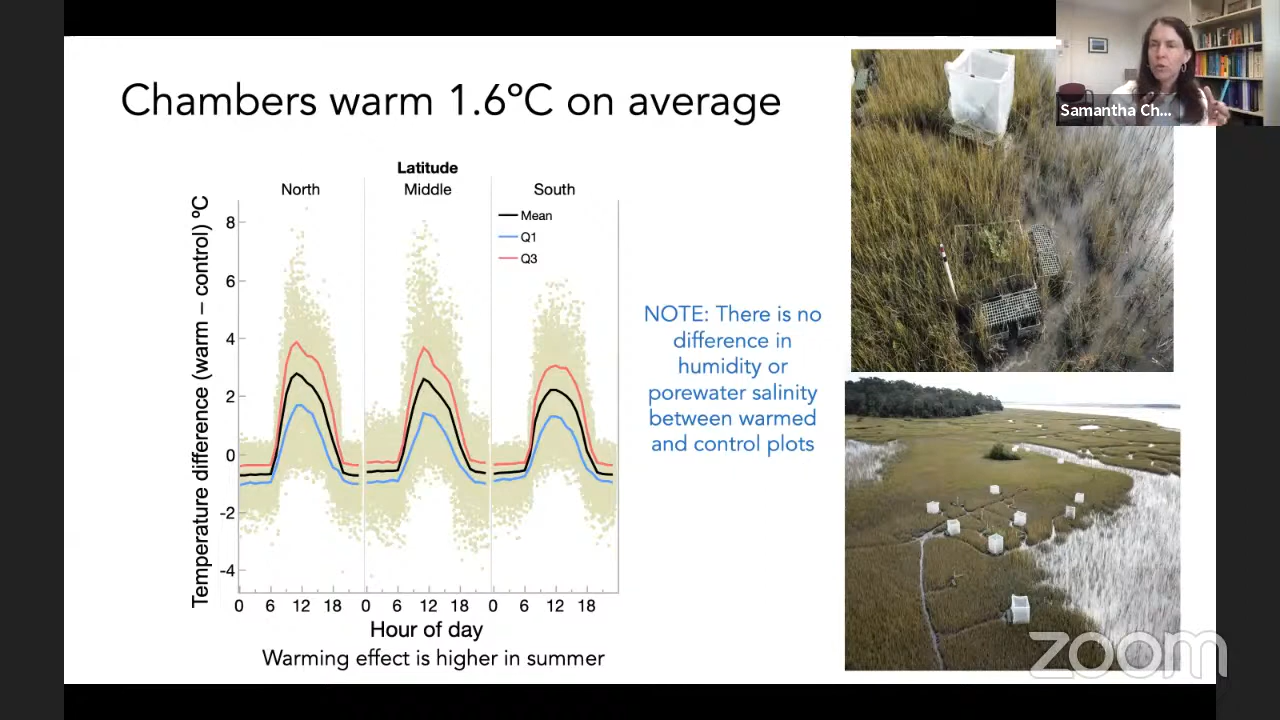 Chambers warm 1.6°C on average
Samantha Ch...
Latitude
North Middle South
Temperature difference (warm – control) ºC
8
6
4
2
0
-2
-4
Mean
Q1
Q3
0 6 12 18 0 6 12 18 0 6 12 18
Hour of day
Warming effect is higher in summer
NOTE: There is no
difference in
humidity or
porewater salinity
between warmed
and control plots
zoom